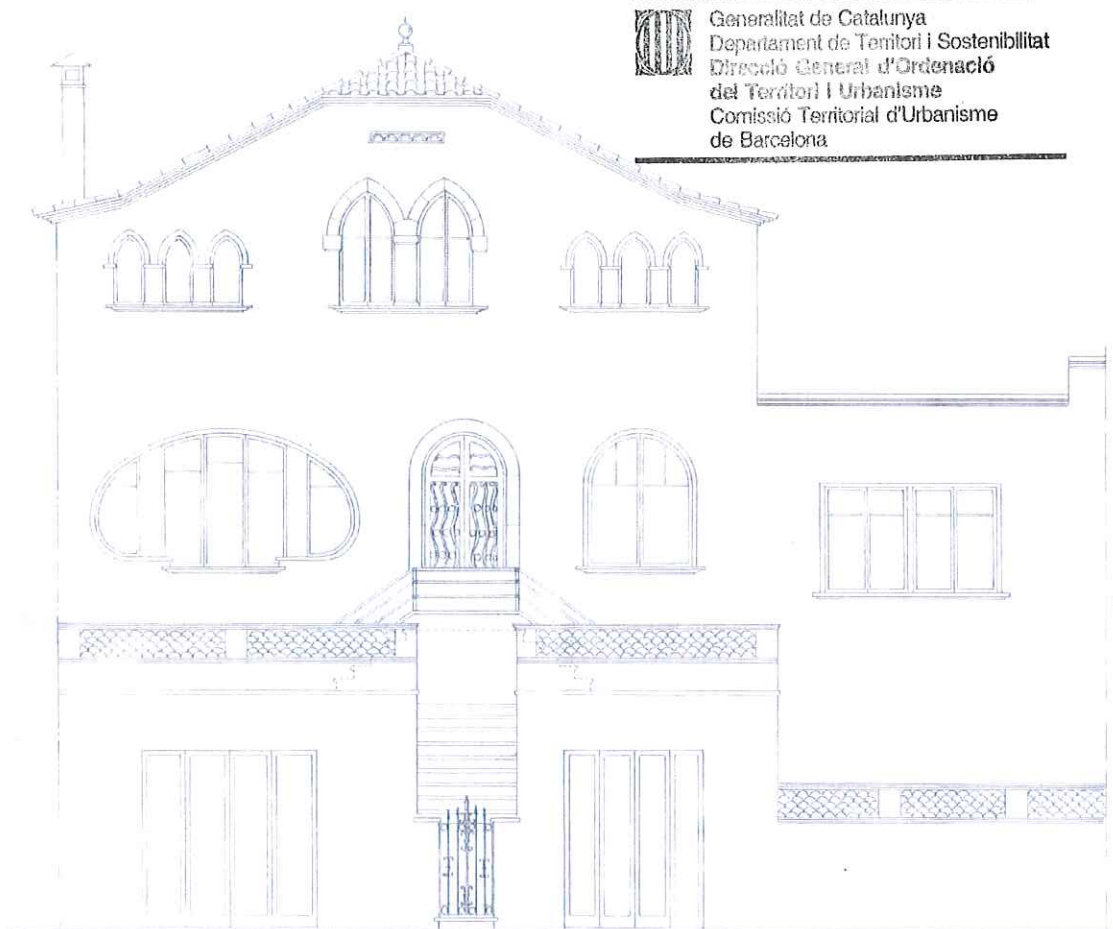 Generalitat de Catalunya
Departament de Territori i Sostenibilitat
Direcció General d'Ordenació
del Territori i Urbanisme
Comissió Territorial d'Urbanisme
de Barcelona